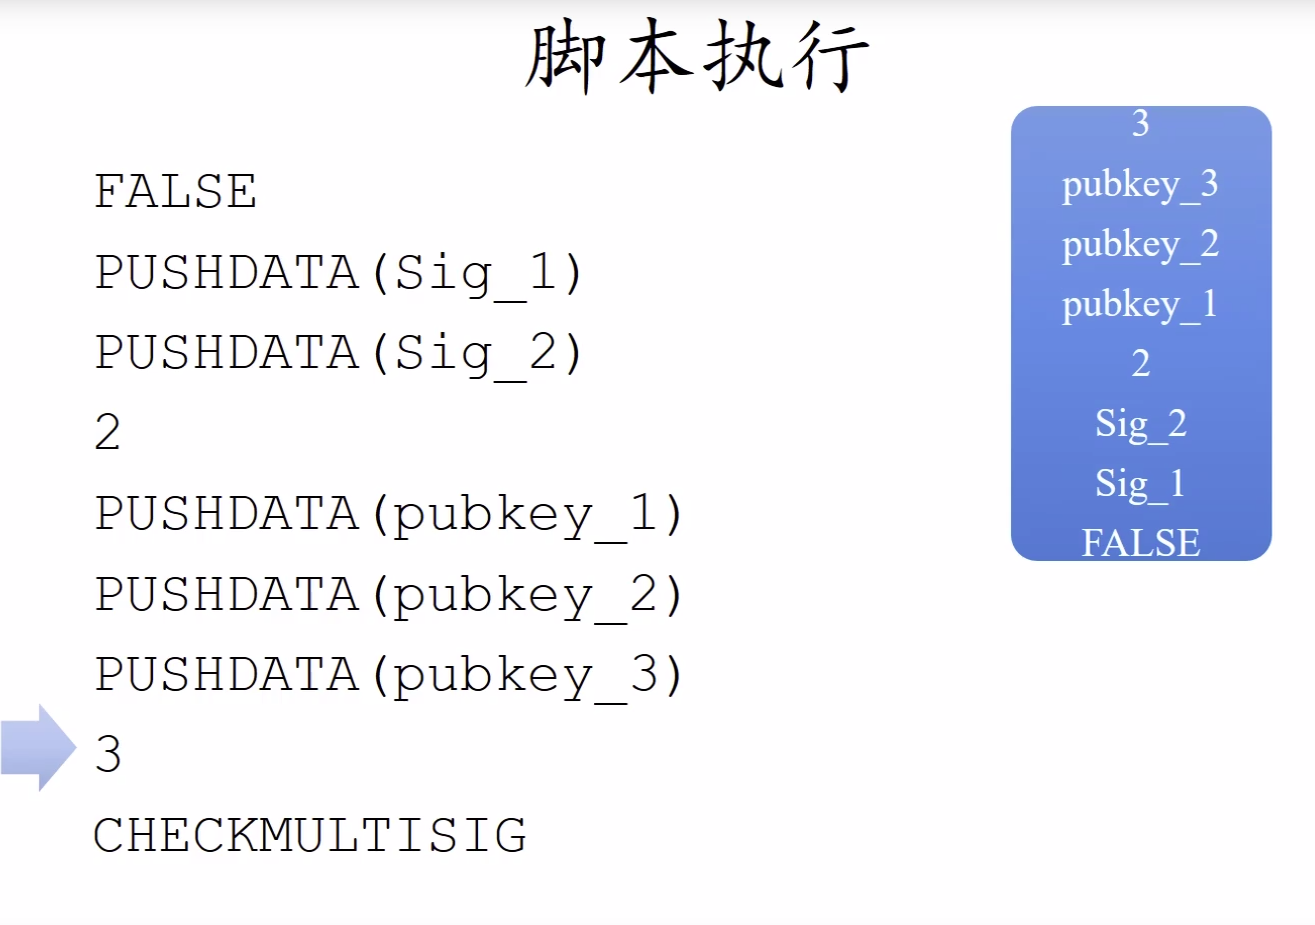 脚本执行
FALSE
PUSHDATA(Sig_1)
PUSHDATA(Sig_2)
2
PUSHDATA(pubkey_1)
PUSHDATA(pubkey_2)
PUSHDATA(pubkey_3)
3
CHECKMULTISIG
3
pubkey_3
pubkey_2
pubkey_1
2
Sig_2
Sig_1
FALSE